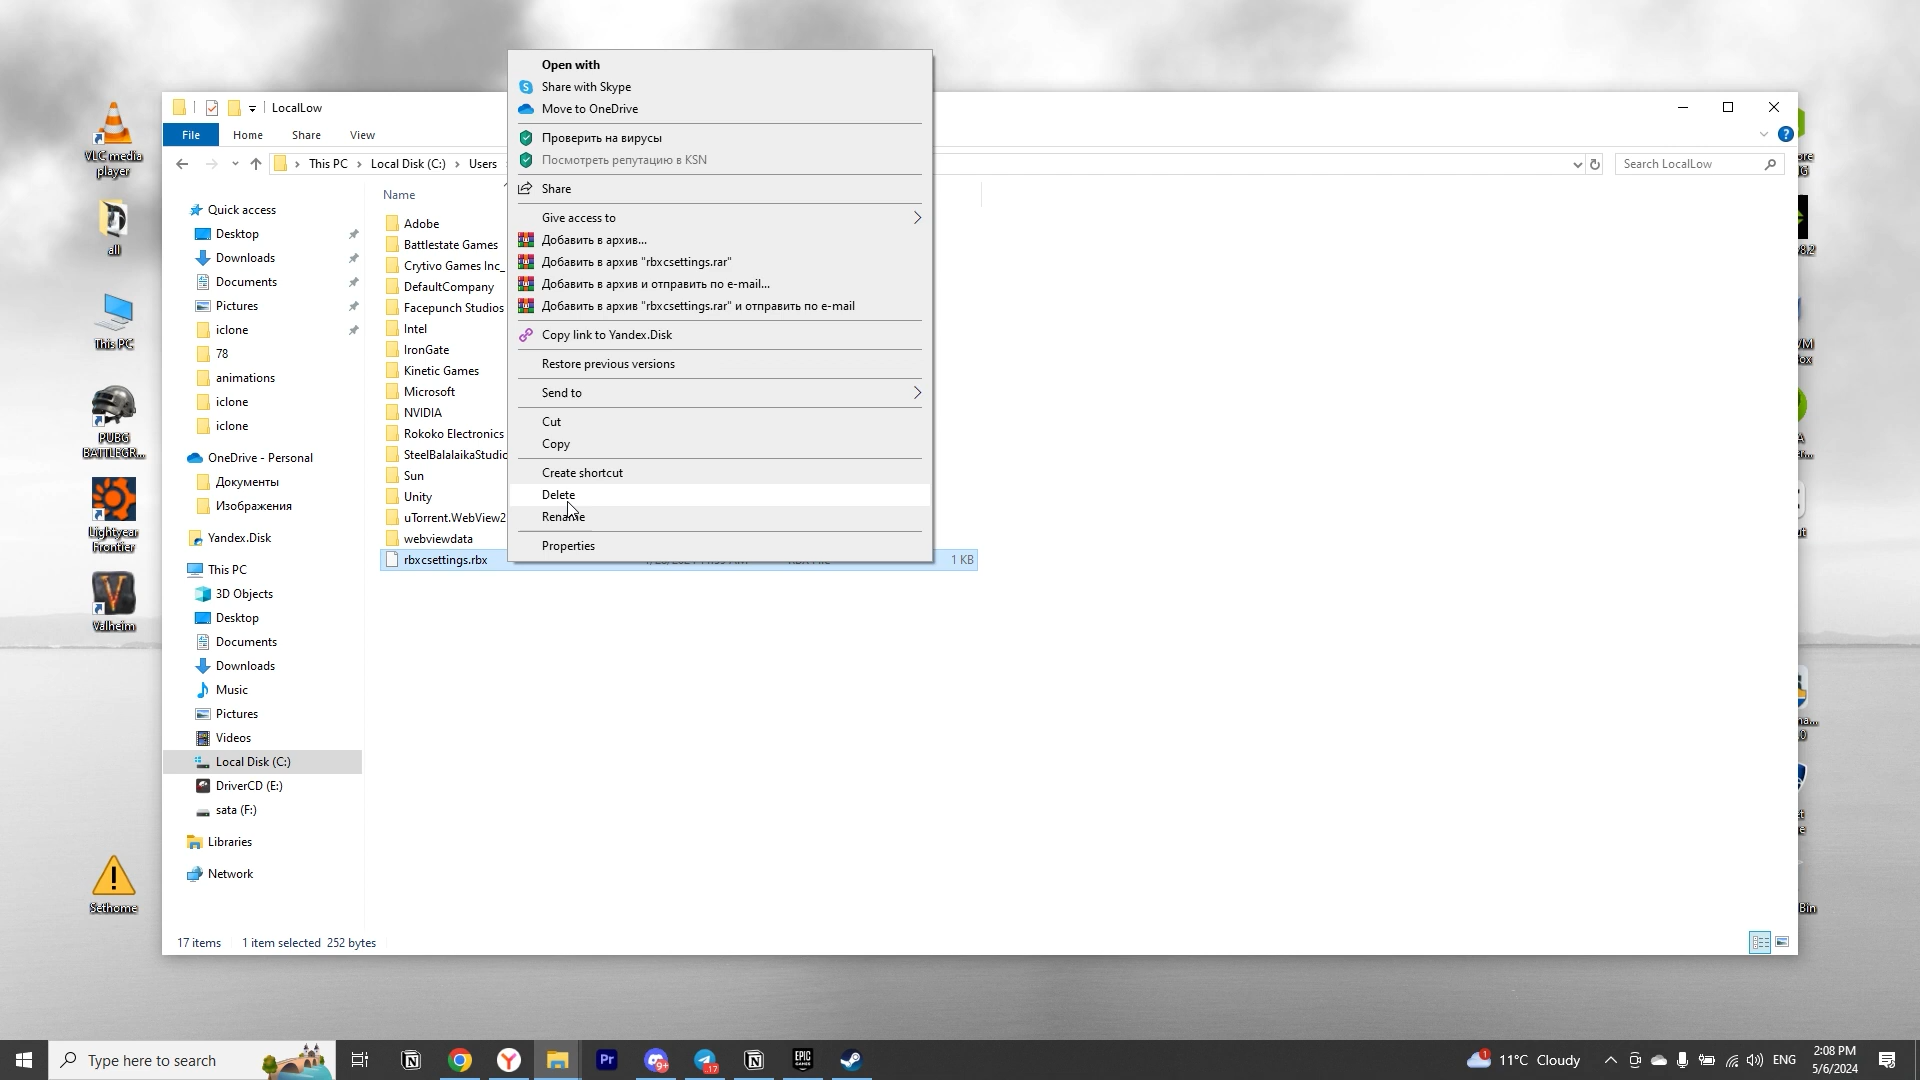 Open with
Share with Skype
Move to OneDrive
Проверить на вирусы
Посмотреть репутацию в KSN
Share
Give access to
Добавить в архив...
Добавить в архив "rbxcsettings.rar"
Добавить в архив и отправить по e-mail...
Добавить в архив "rbxcsettings.rar" и отправить по e-mail
Copy link to Yandex.Disk
Restore previous versions
Send to
Cut
Copy
Create shortcut
Delete
Rename
Properties
LocalLow
File Home Share View
This PC Local Disk (C:) Users
Search LocalLow
Name
Quick access
Desktop
Downloads
Documents
Pictures
iclone
78
animations
iclone
iclone
OneDrive - Personal
Документы
Изображения
Yandex.Disk
This PC
3D Objects
Desktop
Documents
Downloads
Music
Pictures
Videos
Local Disk (C:)
DriverCD (E:)
sata (F:)
Libraries
Network
Adobe
Battlestate Games
Crytivo Games Inc_
DefaultCompany
Facepunch Studios
Intel
IronGate
Kinetic Games
Microsoft
NVIDIA
Rokoko Electronics
SteelBalalaikaStudio
Sun
Unity
uTorrent.WebView2
webviewdata
rbxcsettings.rbx 1 KB
17 items 1 item selected 252 bytes
VLC media
player
all
This PC
PUBG
BATTLEGR...
Lightyear
Frontier
Valheim
Sethome
Type here to search
Pr
EPIC
GAMES
9+
17
1
11°C Cloudy
ENG
2:08 PM
5/6/2024